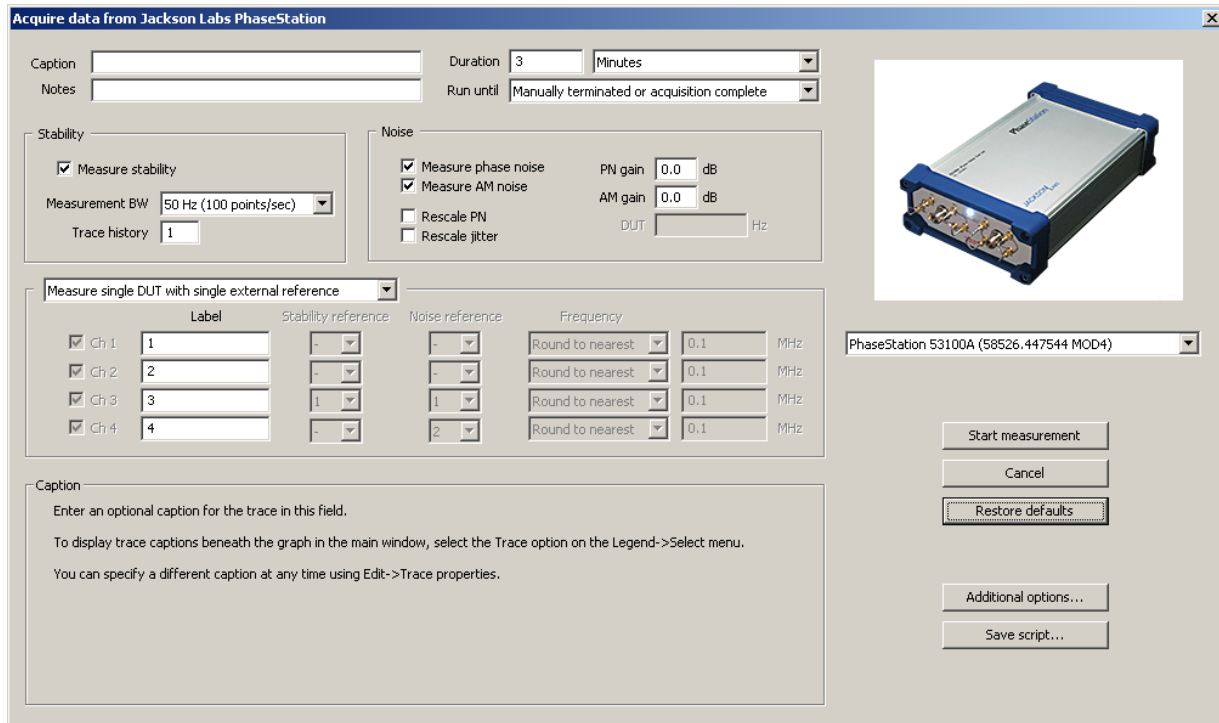 Acquire data from Jackson Labs PhaseStation
Caption
Duration 3 Minutes
Notes
Run until Manually terminated or acquisition complete
Stability
Measure stability
Measurement BW 50 Hz (100 points/sec)
Trace history 1
Noise
Measure phase noise
Measure AM noise
Rescale PN
Rescale jitter
PN gain 0.0 dB
AM gain 0.0 dB
DUT Hz
PhaseStation
JACKSON
Measure single DUT with single external reference
Label Stability reference Noise reference Frequency
Ch 1 1 - - Round to nearest 0.1 MHz
Ch 2 2 - - Round to nearest 0.1 MHz
Ch 3 3 1 1 Round to nearest 0.1 MHz
Ch 4 4 - 2 Round to nearest 0.1 MHz
PhaseStation 53100A (58526.447544 MOD4)
Start measurement
Cancel
Restore defaults
Additional options...
Save script...
Caption
Enter an optional caption for the trace in this field.
To display trace captions beneath the graph in the main window, select the Trace option on the Legend->Select menu.
You can specify a different caption at any time using Edit->Trace properties.